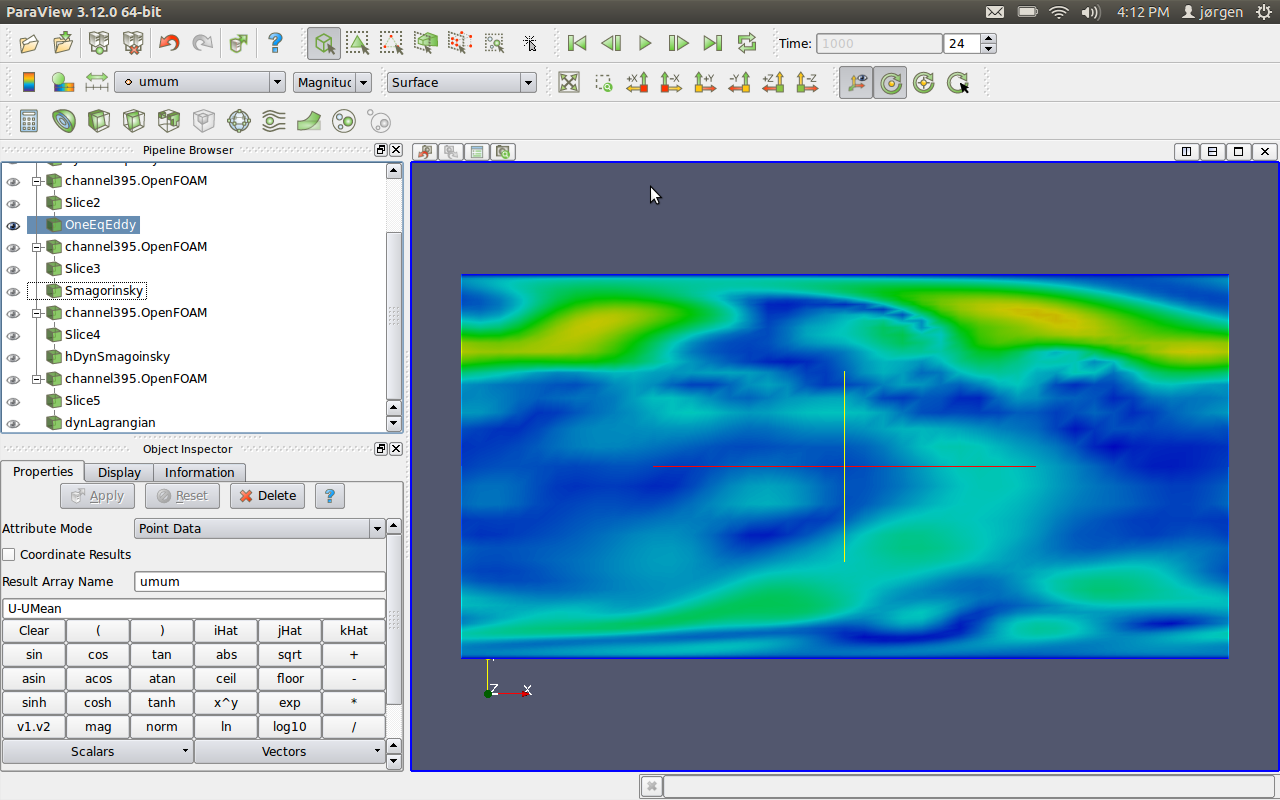 ParaView 3.12.0 64-bit 4:12 PM jørgen
Time: 1000 24
umum Magnituc Surface
+X -X +Y -Y +Z -Z
Pipeline Browser
channel395.OpenFOAM
Slice2
OneEqEddy
channel395.OpenFOAM
Slice3
Smagorinsky
channel395.OpenFOAM
Slice4
hDynSmagoinsky
channel395.OpenFOAM
Slice5
dynLagrangian
Object Inspector
Properties Display Information
Apply Reset Delete ?
Attribute Mode Point Data
Coordinate Results
Result Array Name umum
U-UMean
Clear ( ) iHat jHat kHat
sin cos tan abs sqrt +
asin acos atan ceil floor -
sinh cosh tanh x^y exp *
v1.v2 mag norm ln log10 /
Scalars Vectors
Z X